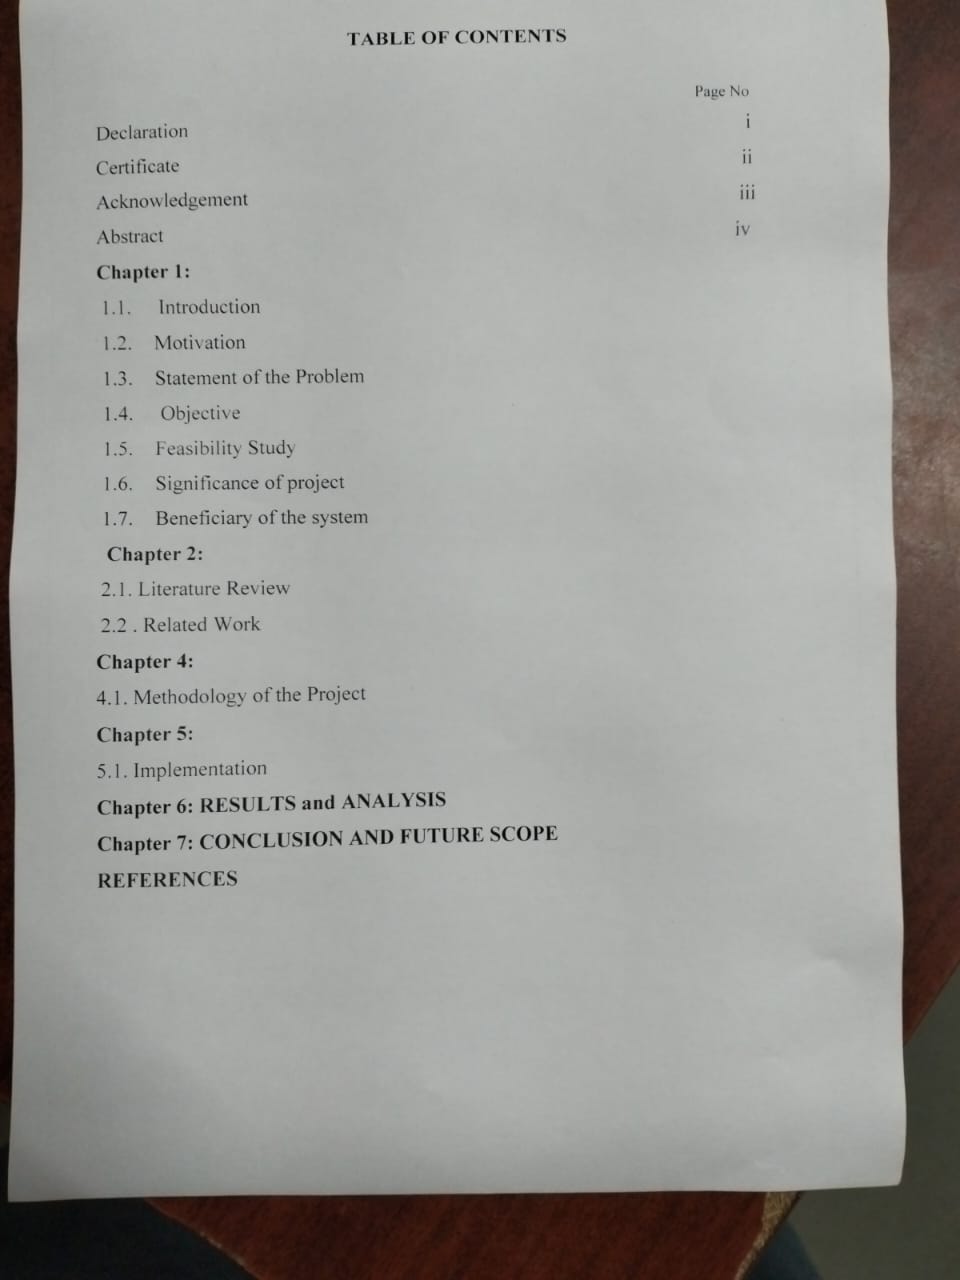 TABLE OF CONTENTS
Page No
Declaration i
Certificate ii
Acknowledgement iii
Abstract iv
Chapter 1:
1.1. Introduction
1.2. Motivation
1.3. Statement of the Problem
1.4. Objective
1.5. Feasibility Study
1.6. Significance of project
1.7. Beneficiary of the system
Chapter 2:
2.1. Literature Review
2.2 . Related Work
Chapter 4:
4.1. Methodology of the Project
Chapter 5:
5.1. Implementation
Chapter 6: RESULTS and ANALYSIS
Chapter 7: CONCLUSION AND FUTURE SCOPE
REFERENCES